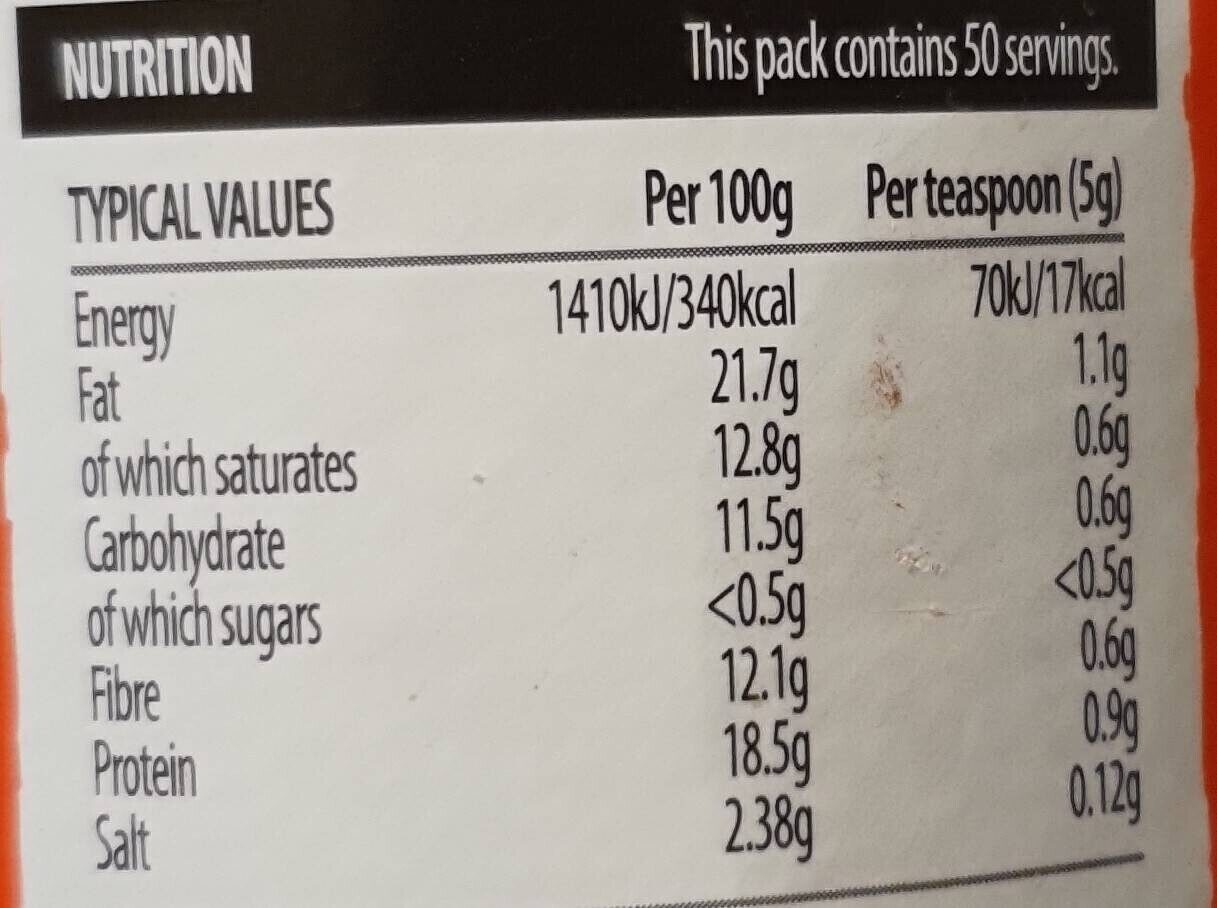 NUTRITION This pack contains 50 servings.
TYPICAL VALUES Per 100g Per teaspoon (5g)
Energy 1410kJ/340kcal 70kJ/17kcal
Fat 21.7g 1.1g
of which saturates 12.8g 0.6g
Carbohydrate 11.5g 0.6g
of which sugars <0.5g <0.5g
Fibre 12.1g 0.6g
Protein 18.5g 0.9g
Salt 2.38g 0.12g